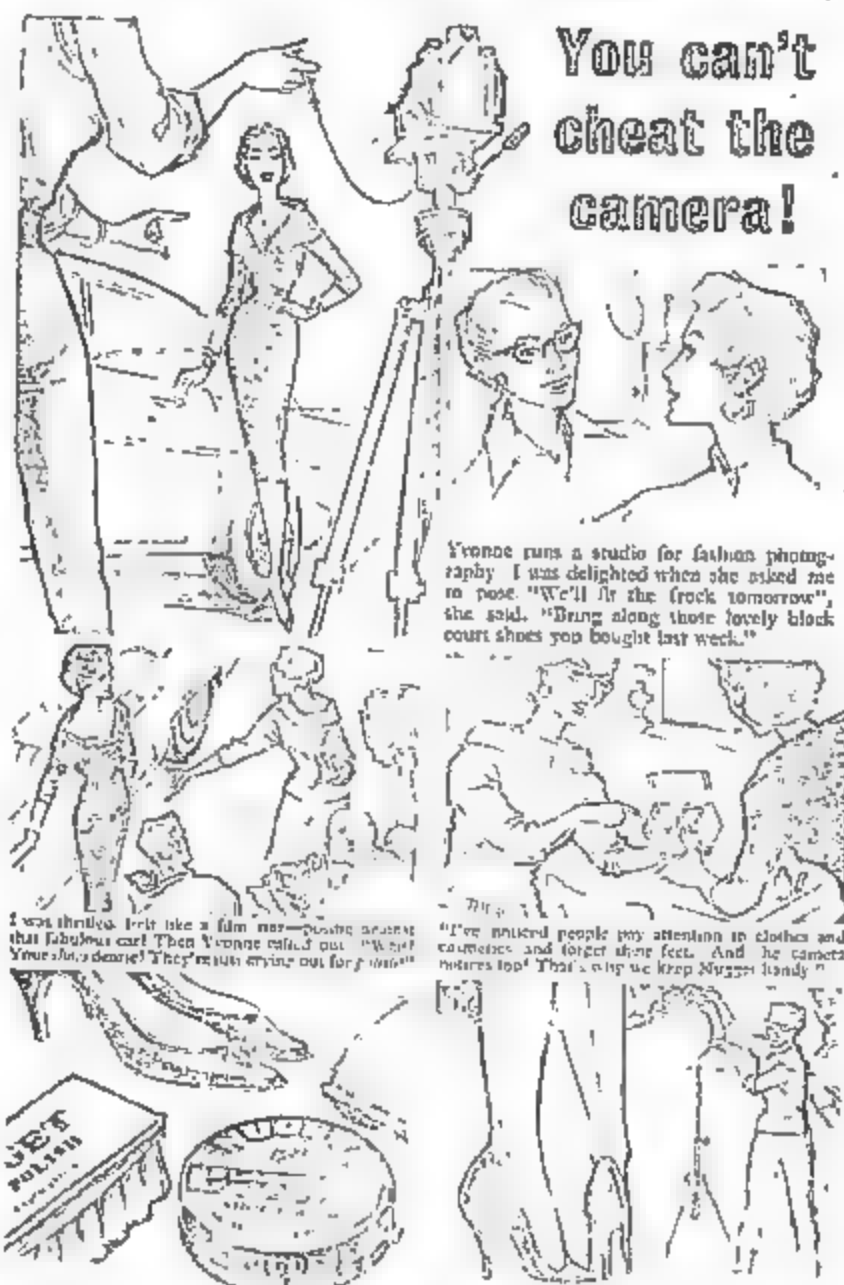 You can't
cheat the
camera!
Yvonne runs a studio for fashion photog-
raphy I was delighted when she asked me
to pose. "We'll fit the frock tomorrow",
she said. "Bring along those lovely black
court shoes you bought last week."
I was thrilled. Felt like a film star—posing against
that fabulous car! Then Yvonne called out "Wait!
Your shoes dearie! They're just crying out for
"I've noticed people pay attention to clothes and
cosmetics and forget their feet. And the camera
notices too! That's why we keep Nugget handy."
POLISH